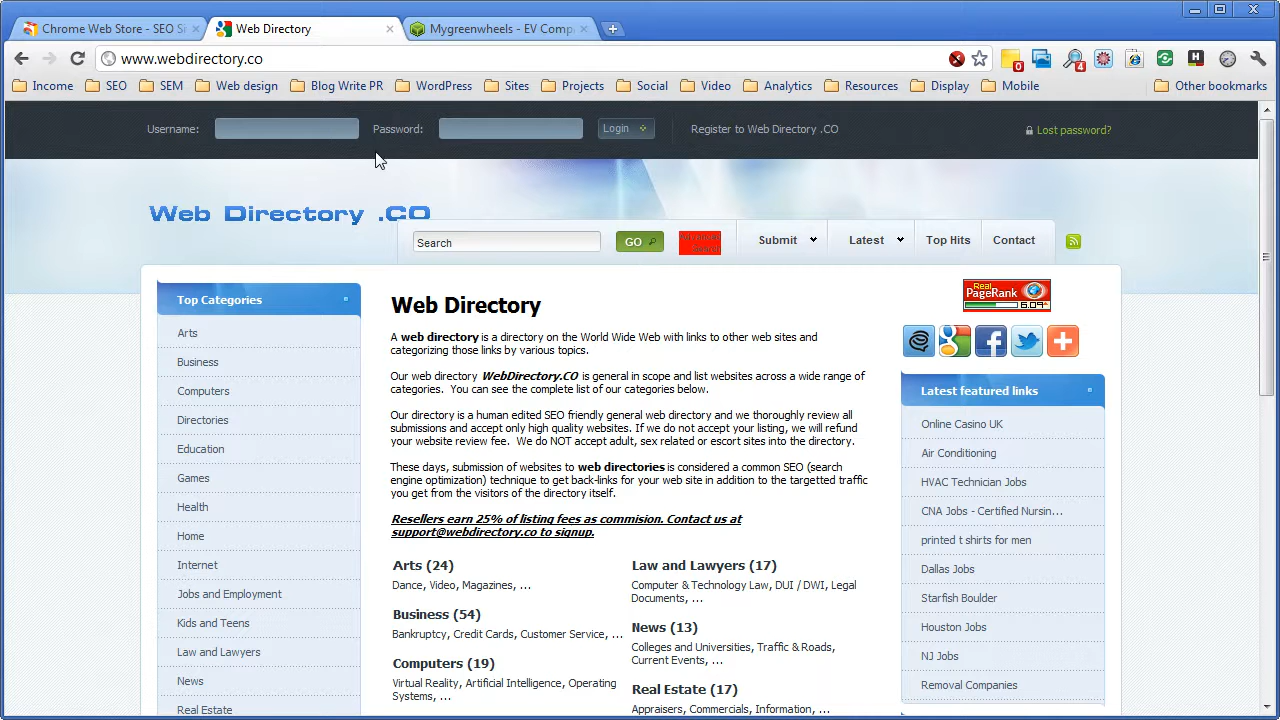 Chrome Web Store - SEO Si
Web Directory
Mygreenwheels - EV Comp
www.webdirectory.co
0
4
H
Income
SEO
SEM
Web design
Blog Write PR
WordPress
Sites
Projects
Social
Video
Analytics
Resources
Display
Mobile
Other bookmarks
Username:
Password:
Login
Register to Web Directory .CO
Lost password?
Web Directory .CO
Search
GO
Advanced
Search
Submit
Latest
Top Hits
Contact
Top Categories
Arts
Business
Computers
Directories
Education
Games
Health
Home
Internet
Jobs and Employment
Kids and Teens
Law and Lawyers
News
Real Estate
Web Directory
A web directory is a directory on the World Wide Web with links to other web sites and
categorizing those links by various topics.
Our web directory WebDirectory.CO is general in scope and list websites across a wide range of
categories. You can see the complete list of our categories below.
Our directory is a human edited SEO friendly general web directory and we thoroughly review all
submissions and accept only high quality websites. If we do not accept your listing, we will refund
your website review fee. We do NOT accept adult, sex related or escort sites into the directory.
These days, submission of websites to web directories is considered a common SEO (search
engine optimization) technique to get back-links for your web site in addition to the targetted traffic
you get from the visitors of the directory itself.
Resellers earn 25% of listing fees as commision. Contact us at
support@webdirectory.co to signup.
Arts (24)
Dance, Video, Magazines, ...
Business (54)
Bankruptcy, Credit Cards, Customer Service, ...
Computers (19)
Virtual Reality, Artificial Intelligence, Operating
Systems, ...
Law and Lawyers (17)
Computer & Technology Law, DUI / DWI, Legal
Documents, ...
News (13)
Colleges and Universities, Traffic & Roads,
Current Events, ...
Real Estate (17)
Appraisers, Commercials, Information, ...
Real
PageRank
6.09
Latest featured links
Online Casino UK
Air Conditioning
HVAC Technician Jobs
CNA Jobs - Certified Nursin...
printed t shirts for men
Dallas Jobs
Starfish Boulder
Houston Jobs
NJ Jobs
Removal Companies